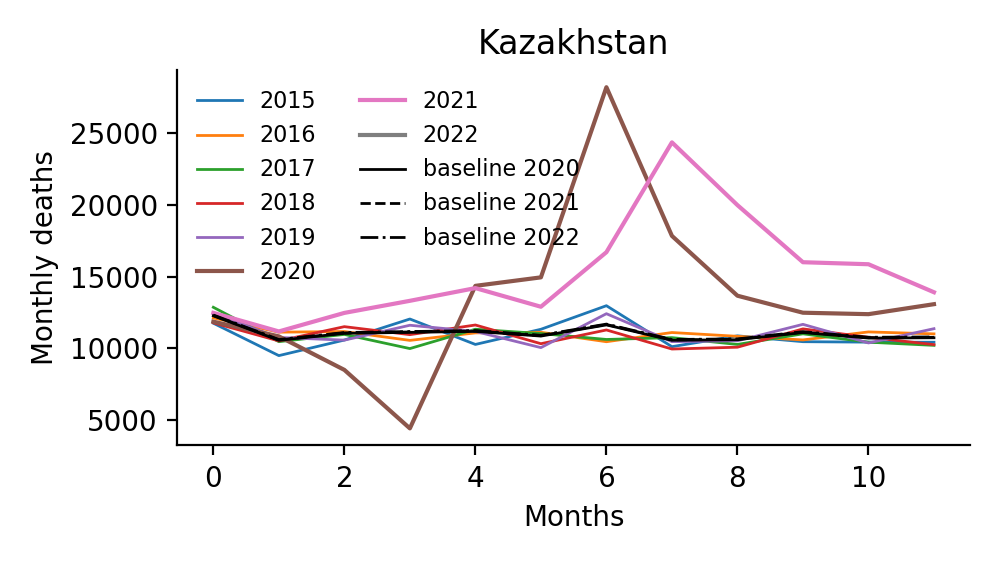 Kazakhstan
Monthly deaths
25000
20000
15000
10000
5000
2015
2016
2017
2018
2019
2020
2021
2022
baseline 2020
baseline 2021
baseline 2022
0 2 4 6 8 10
Months